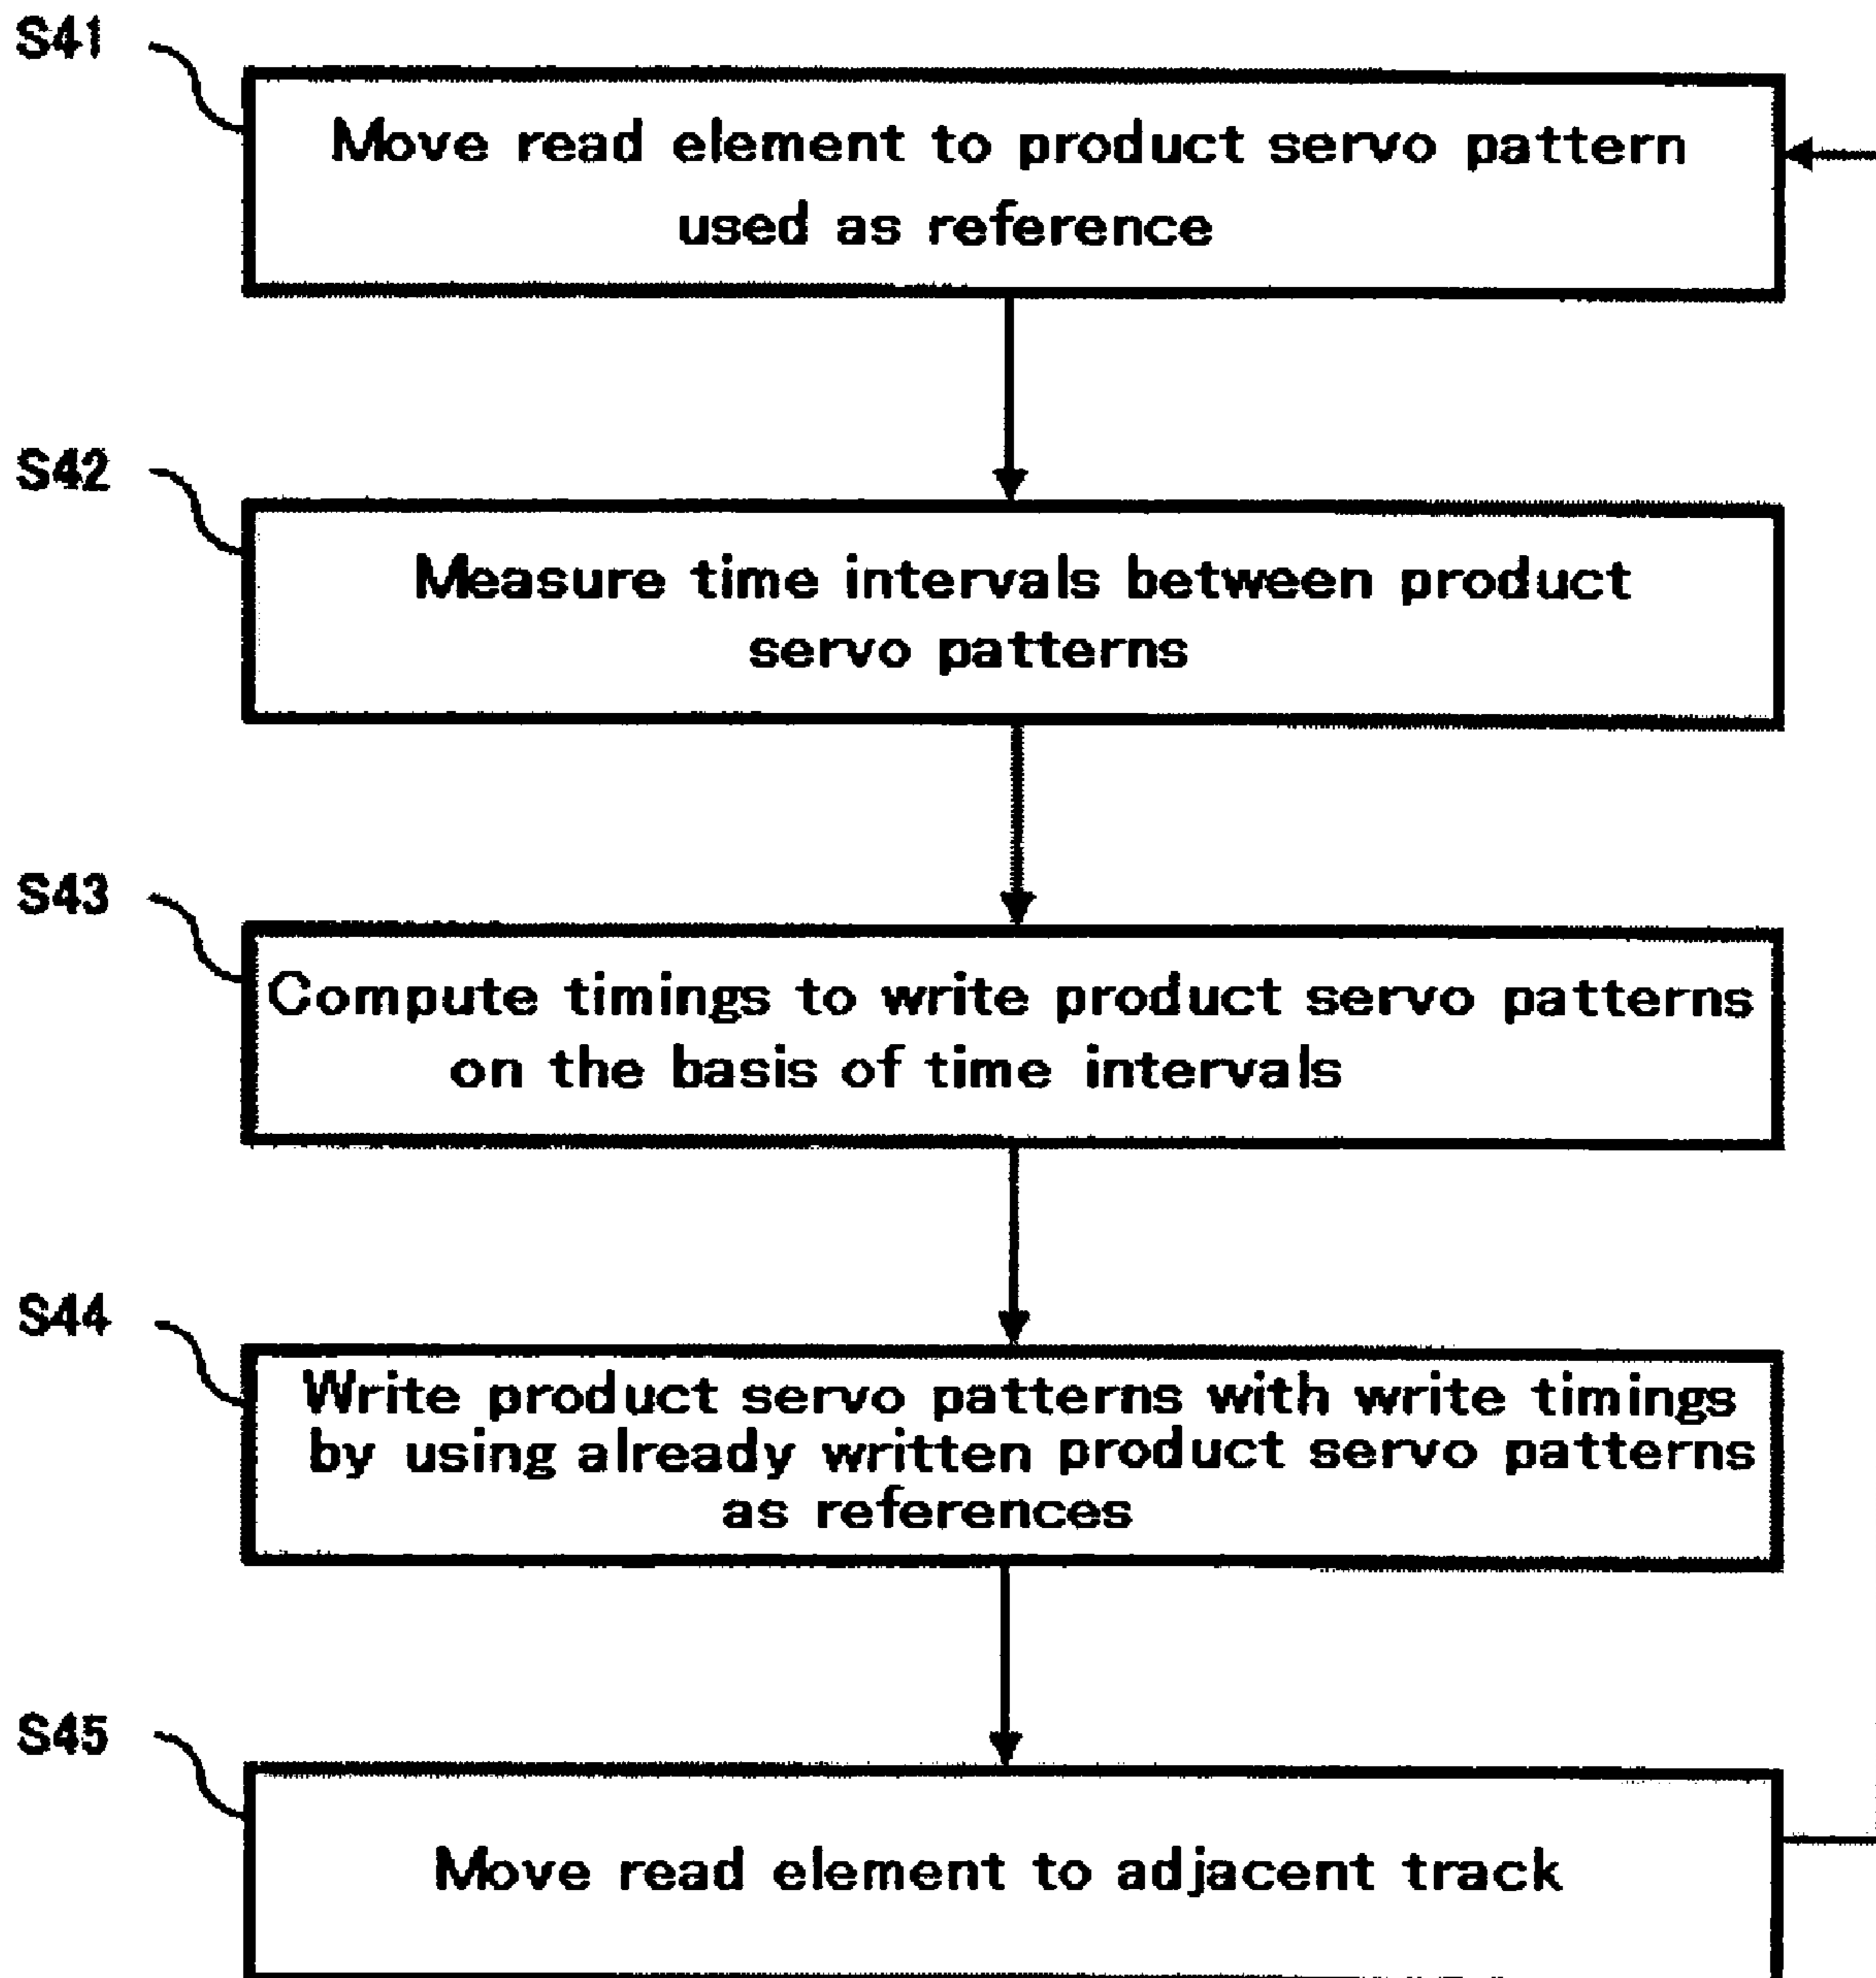 S41
Move read element to product servo pattern
used as reference
S42
Measure time intervals between product
servo patterns
S43
Compute timings to write product servo patterns
on the basis of time intervals
S44
Write product servo patterns with write timings
by using already written product servo patterns
as references
S45
Move read element to adjacent track